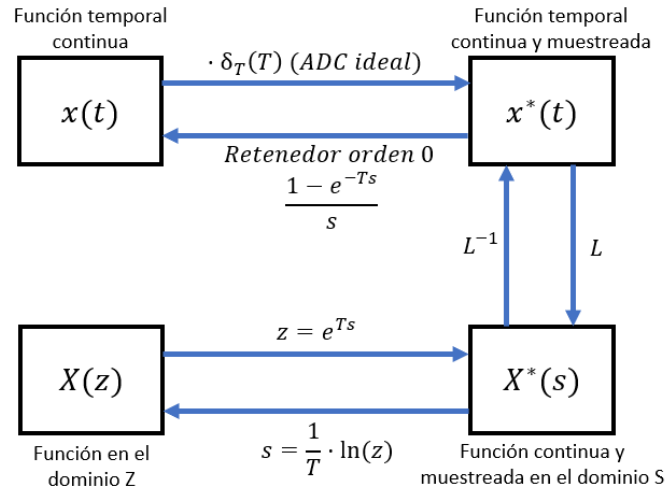 Función temporal
continua
Función temporal
continua y muestreada
· δ_T(T) (ADC ideal)
x(t)
x*(t)
Retenedor orden 0
1 − e^{−Ts}
s
L^{−1}
L
z = e^{Ts}
X(z)
X*(s)
s = 1/T · ln(z)
Función en el
dominio Z
Función continua y
muestreada en el dominio S